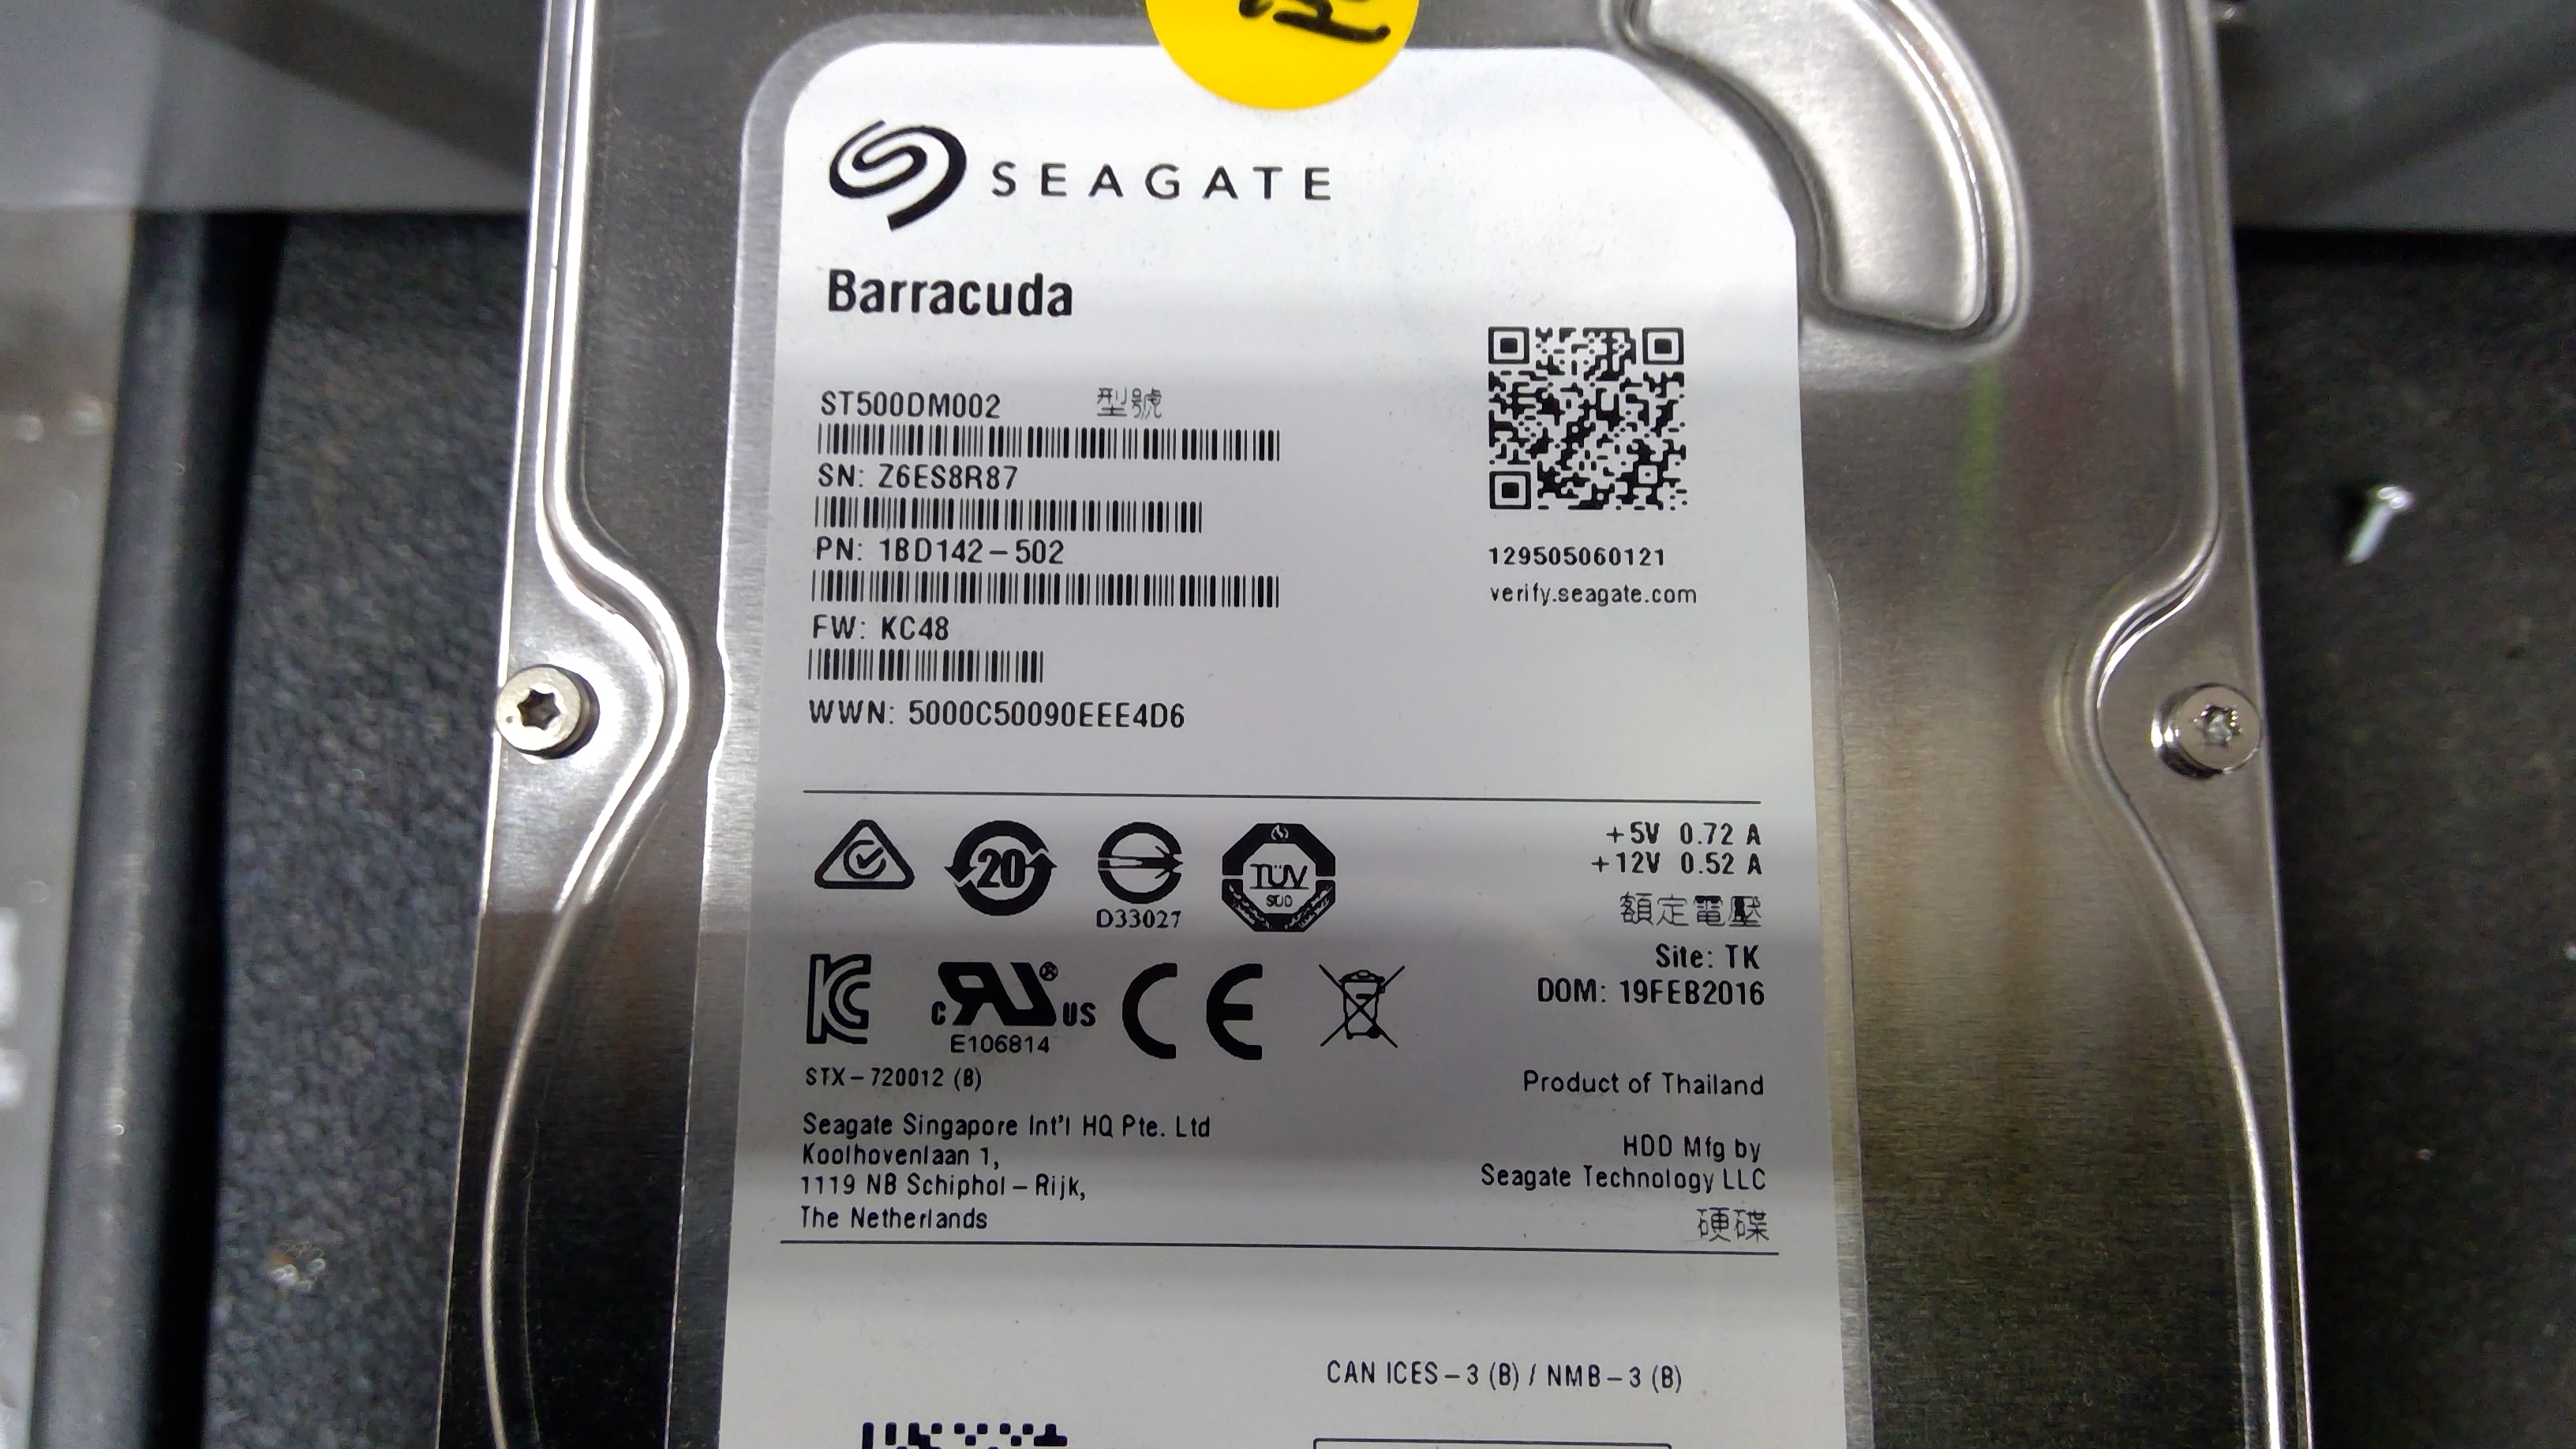 SEAGATE
Barracuda
ST500DM002 型號
SN: Z6ES8R87
PN: 1BD142-502
FW: KC48
WWN: 5000C50090EEE4D6
129505060121
verify.seagate.com
20
D33027
TÜV
SÜD
+5V 0.72 A
+12V 0.52 A
額定電壓
Site: TK
DOM: 19FEB2016
c US ®
E106814
CE
STX-720012 (B)
Product of Thailand
Seagate Singapore Int'l HQ Pte. Ltd
Koolhovenlaan 1,
1119 NB Schiphol-Rijk,
The Netherlands
HDD Mfg by
Seagate Technology LLC
硬碟
CAN ICES-3 (B) / NMB-3 (B)